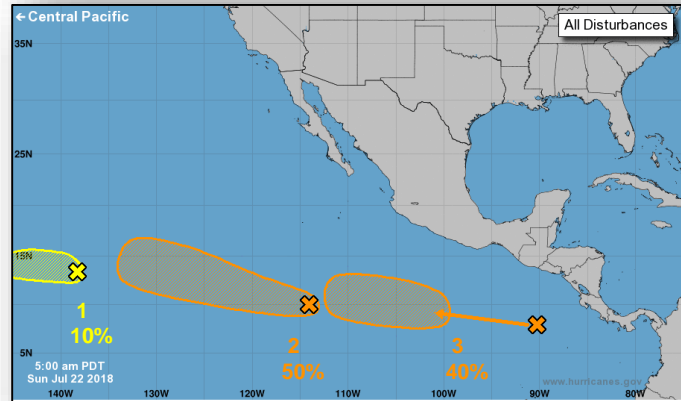 ← Central Pacific
All Disturbances
35N
25N
15N
15N
1
10%
2
50%
3
40%
5N
5:00 am PDT
Sun Jul 22 2018
www.hurricanes.gov
140W 130W 120W 110W 100W 90W 80W